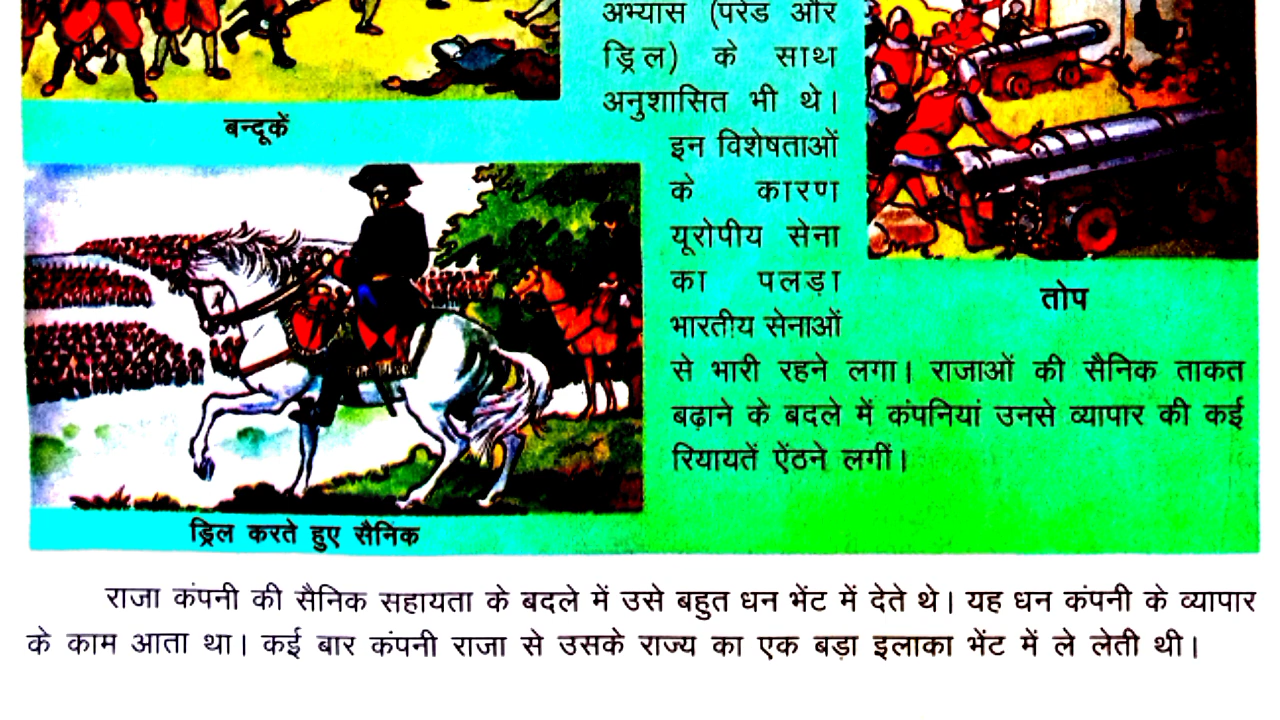 अभ्यास (परेड और
ड्रिल) के साथ
अनुशासित भी थे।
इन विशेषताओं
के कारण
यूरोपीय सेना
का पलड़ा
भारतीय सेनाओं
से भारी रहने लगा। राजाओं की सैनिक ताकत
बढ़ाने के बदले में कंपनियां उनसे व्यापार की कई
रियायतें ऐंठने लगीं।
बन्दूकें
तोप
ड्रिल करते हुए सैनिक
राजा कंपनी की सैनिक सहायता के बदले में उसे बहुत धन भेंट में देते थे। यह धन कंपनी के व्यापार
के काम आता था। कई बार कंपनी राजा से उसके राज्य का एक बड़ा इलाका भेंट में ले लेती थी।